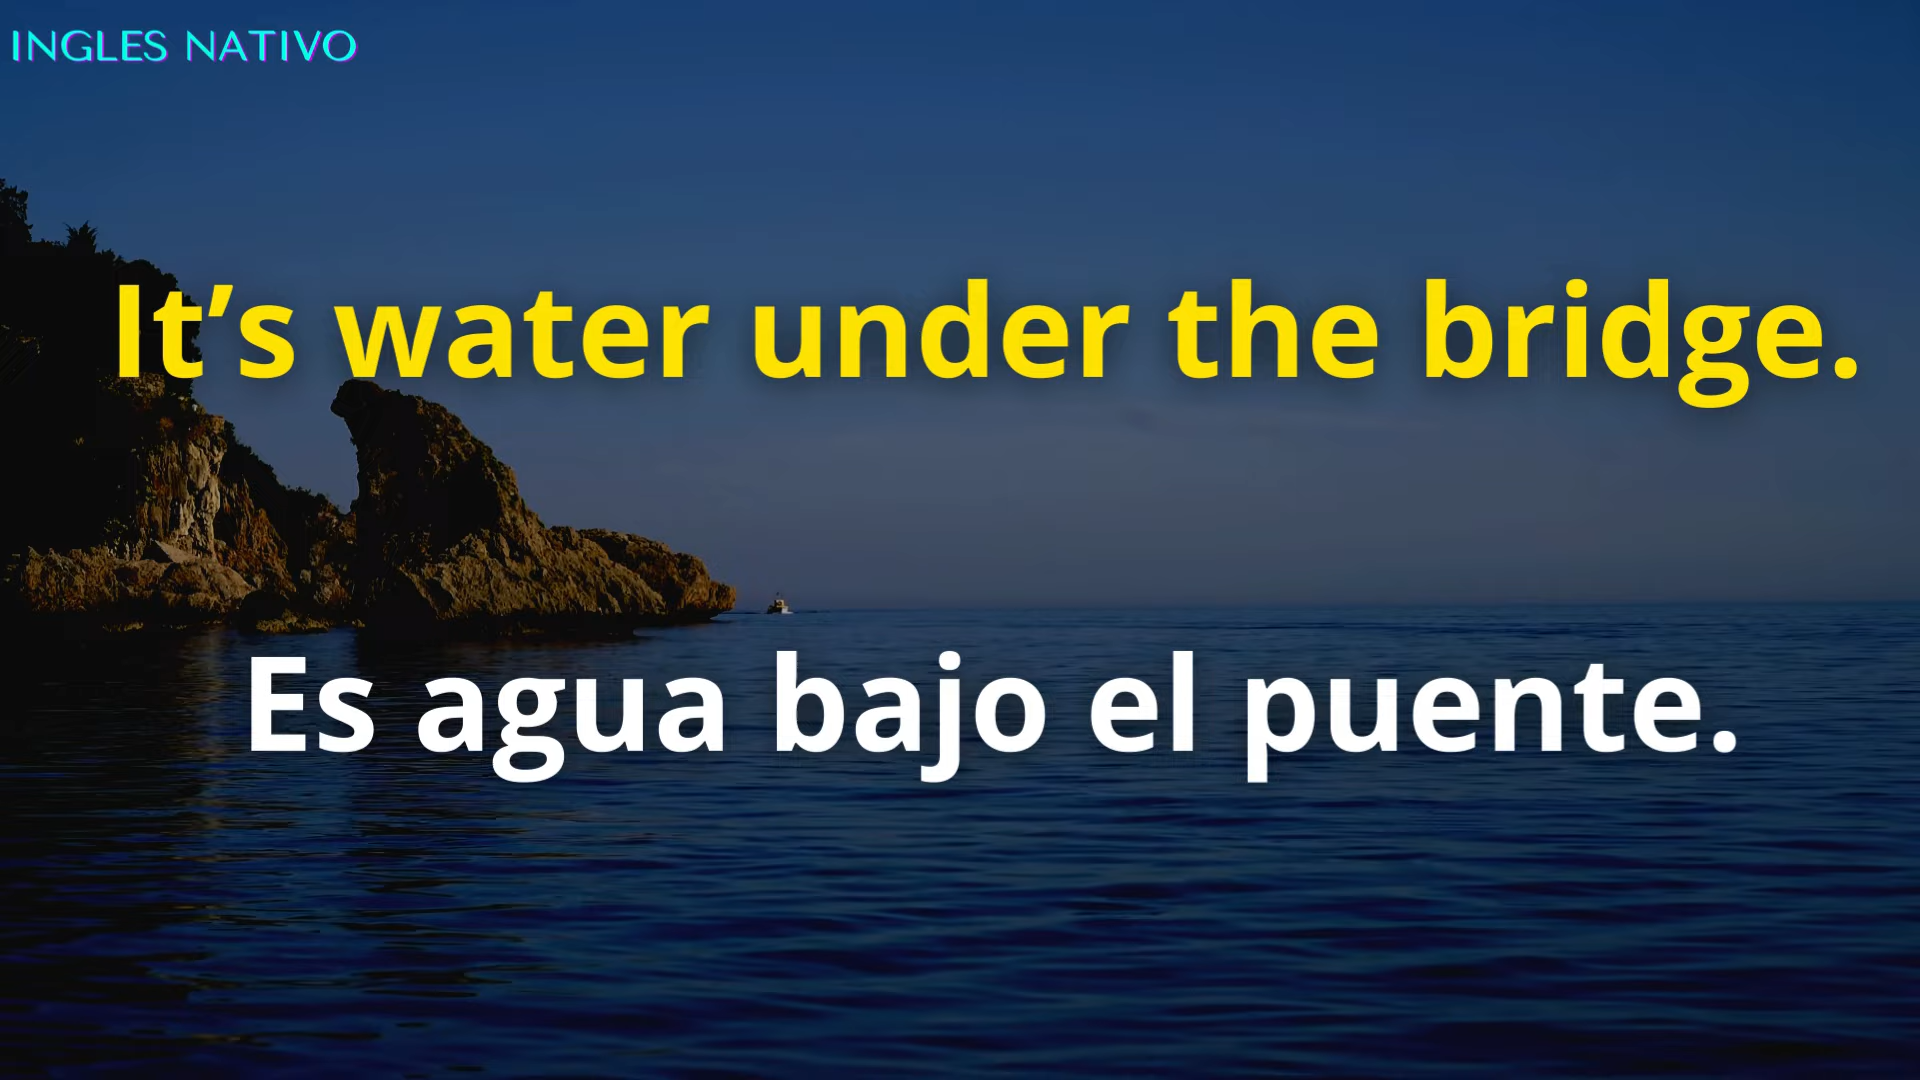 INGLES NATIVO
It’s water under the bridge.
Es agua bajo el puente.